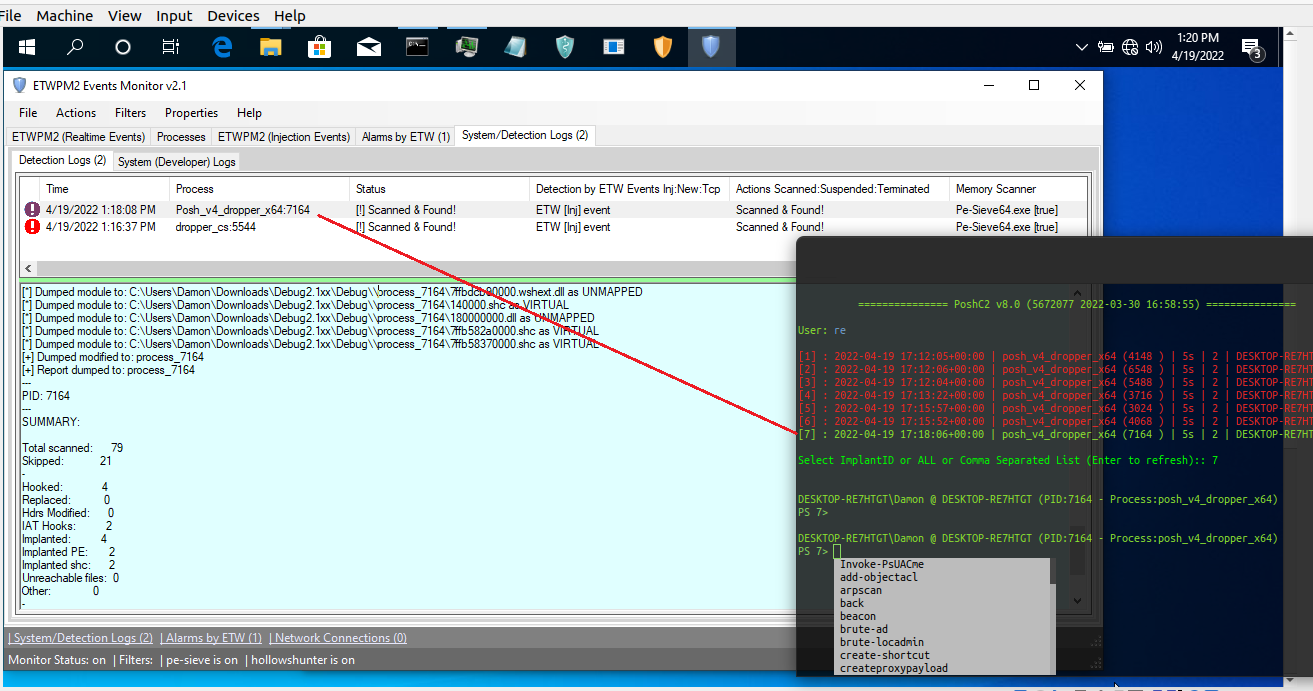 File Machine View Input Devices Help
1:20 PM
4/19/2022
3
ETWPM2 Events Monitor v2.1
File Actions Filters Properties Help
ETWPM2 (Realtime Events) Processes ETWPM2 (Injection Events) Alarms by ETW (1) System/Detection Logs (2)
Detection Logs (2) System (Developer) Logs
Time Process Status Detection by ETW Events Inj:New:Tcp Actions Scanned:Suspended:Terminated Memory Scanner
4/19/2022 1:18:08 PM Posh_v4_dropper_x64:7164 [!] Scanned & Found! ETW [Inj] event Scanned & Found! Pe-Sieve64.exe [true]
4/19/2022 1:16:37 PM dropper_cs:5544 [!] Scanned & Found! ETW [Inj] event Scanned & Found! Pe-Sieve64.exe [true]
[*] Dumped module to: C:\Users\Damon\Downloads\Debug2.1xx\Debug\\process_7164\7ffbdcb80000.wshext.dll as UNMAPPED
[*] Dumped module to: C:\Users\Damon\Downloads\Debug2.1xx\Debug\\process_7164\140000.shc as VIRTUAL
[*] Dumped module to: C:\Users\Damon\Downloads\Debug2.1xx\Debug\\process_7164\180000000.dll as UNMAPPED
[*] Dumped module to: C:\Users\Damon\Downloads\Debug2.1xx\Debug\\process_7164\7ffb582a0000.shc as VIRTUAL
[*] Dumped module to: C:\Users\Damon\Downloads\Debug2.1xx\Debug\\process_7164\7ffb58370000.shc as VIRTUAL
[+] Dumped modified to: process_7164
[+] Report dumped to: process_7164
---
PID: 7164
---
SUMMARY:
Total scanned: 79
Skipped: 21
-
Hooked: 4
Replaced: 0
Hdrs Modified: 0
IAT Hooks: 2
Implanted: 4
Implanted PE: 2
Implanted shc: 2
Unreachable files: 0
Other: 0
-
============== PoshC2 v8.0 (5672077 2022-03-30 16:58:55) ==============
User: re
[1] : 2022-04-19 17:12:05+00:00 | posh_v4_dropper_x64 (4148 ) | 5s | 2 | DESKTOP-RE7HT
[2] : 2022-04-19 17:12:06+00:00 | posh_v4_dropper_x64 (6548 ) | 5s | 2 | DESKTOP-RE7HT
[3] : 2022-04-19 17:12:04+00:00 | posh_v4_dropper_x64 (5488 ) | 5s | 2 | DESKTOP-RE7HT
[4] : 2022-04-19 17:13:22+00:00 | posh_v4_dropper_x64 (3716 ) | 5s | 2 | DESKTOP-RE7HT
[5] : 2022-04-19 17:15:57+00:00 | posh_v4_dropper_x64 (3024 ) | 5s | 2 | DESKTOP-RE7HT
[6] : 2022-04-19 17:15:52+00:00 | posh_v4_dropper_x64 (4068 ) | 5s | 2 | DESKTOP-RE7HT
[7] : 2022-04-19 17:18:06+00:00 | posh_v4_dropper_x64 (7164 ) | 5s | 2 | DESKTOP-RE7HT
Select ImplantID or ALL or Comma Separated List (Enter to refresh):: 7
DESKTOP-RE7HTGT\Damon @ DESKTOP-RE7HTGT (PID:7164 - Process:posh_v4_dropper_x64)
PS 7>
DESKTOP-RE7HTGT\Damon @ DESKTOP-RE7HTGT (PID:7164 - Process:posh_v4_dropper_x64)
PS 7>
Invoke-PsUACme
add-objectacl
arpscan
back
beacon
brute-ad
brute-locadmin
create-shortcut
createproxypayload
| System/Detection Logs (2) | Alarms by ETW (1) | Network Connections (0)
Monitor Status: on | Filters: | pe-sieve is on | hollowshunter is on